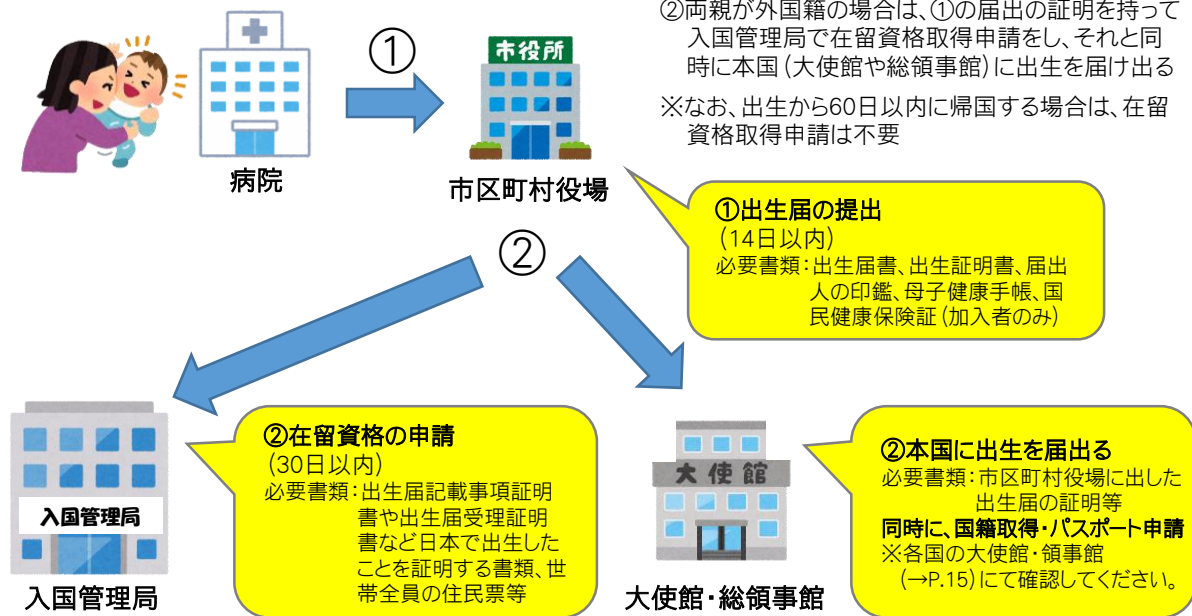 ②両親が外国籍の場合は、①の届出の証明を持って
入国管理局で在留資格取得申請をし、それと同
時に本国(大使館や総領事館)に出生を届け出る
※なお、出生から60日以内に帰国する場合は、在留
資格取得申請は不要
①
市役所
病院
市区町村役場
①出生届の提出
(14日以内)
必要書類:出生届書、出生証明書、届出
人の印鑑、母子健康手帳、国
民健康保険証(加入者のみ)
②
②在留資格の申請
(30日以内)
必要書類:出生届記載事項証明
書や出生届受理証明
書など日本で出生した
ことを証明する書類、世
帯全員の住民票等
入国管理局
入国管理局
大使館
大使館・総領事館
②本国に出生を届出る
必要書類:市区町村役場に出した
出生届の証明等
同時に、国籍取得・パスポート申請
※各国の大使館・領事館
(→P.15)にて確認してください。